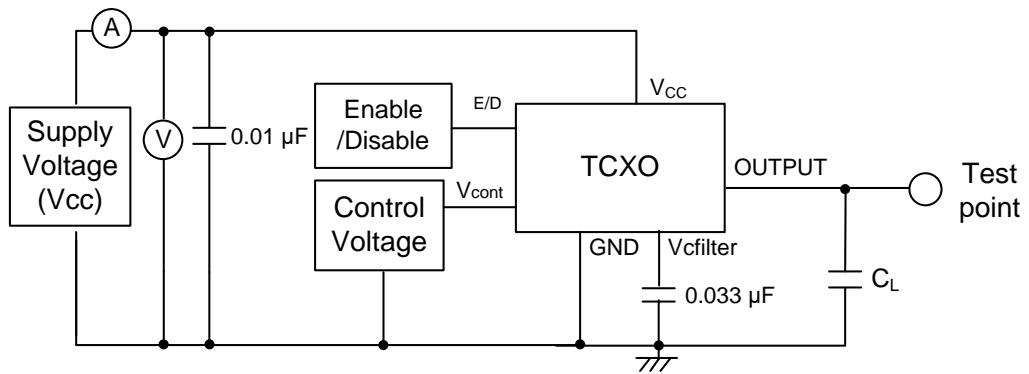 A
Supply
Voltage
(Vcc)
V
0.01 µF
Enable
/Disable
E/D
Control
Voltage
Vcont
VCC
TCXO
OUTPUT
GND
Vcfilter
0.033 µF
CL
Test
point